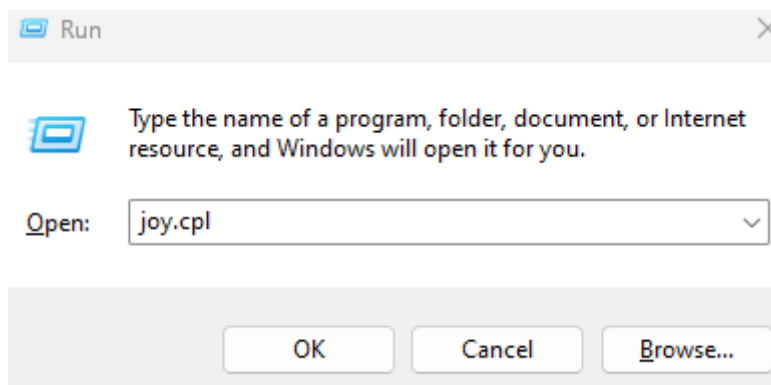 Run
Type the name of a program, folder, document, or Internet
resource, and Windows will open it for you.
Open: joy.cpl
OK Cancel Browse...